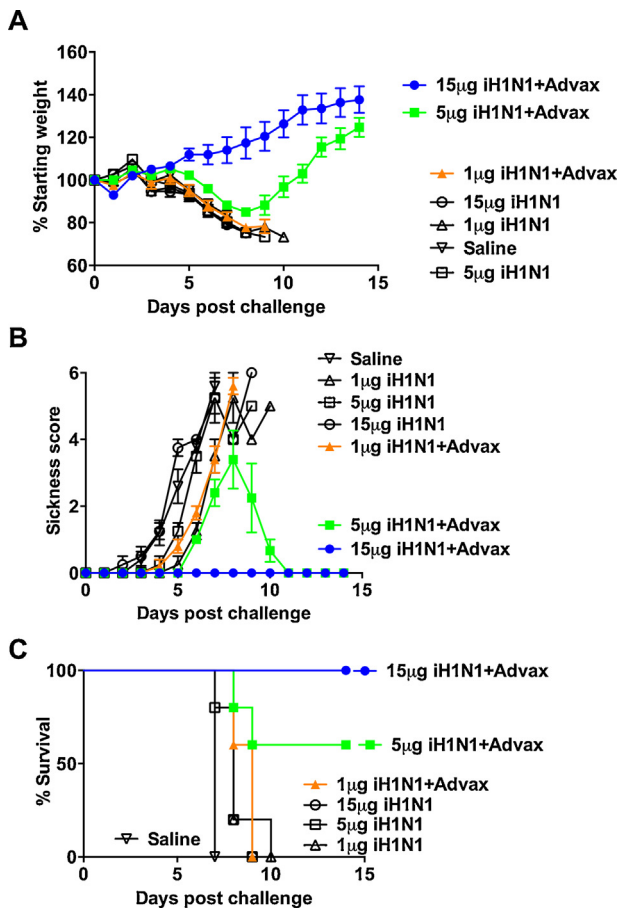 A
160
140
120
100
80
60
% Starting weight
0
5
10
15
Days post challenge
15μg iH1N1+Advax
5μg iH1N1+Advax
1μg iH1N1+Advax
15μg iH1N1
1μg iH1N1
Saline
5μg iH1N1
B
6
4
2
0
Sickness score
0
5
10
15
Days post challenge
Saline
1μg iH1N1
5μg iH1N1
15μg iH1N1
1μg iH1N1+Advax
5μg iH1N1+Advax
15μg iH1N1+Advax
C
100
50
0
% Survival
0
5
10
15
Days post challenge
15μg iH1N1+Advax
5μg iH1N1+Advax
1μg iH1N1+Advax
15μg iH1N1
5μg iH1N1
1μg iH1N1
Saline